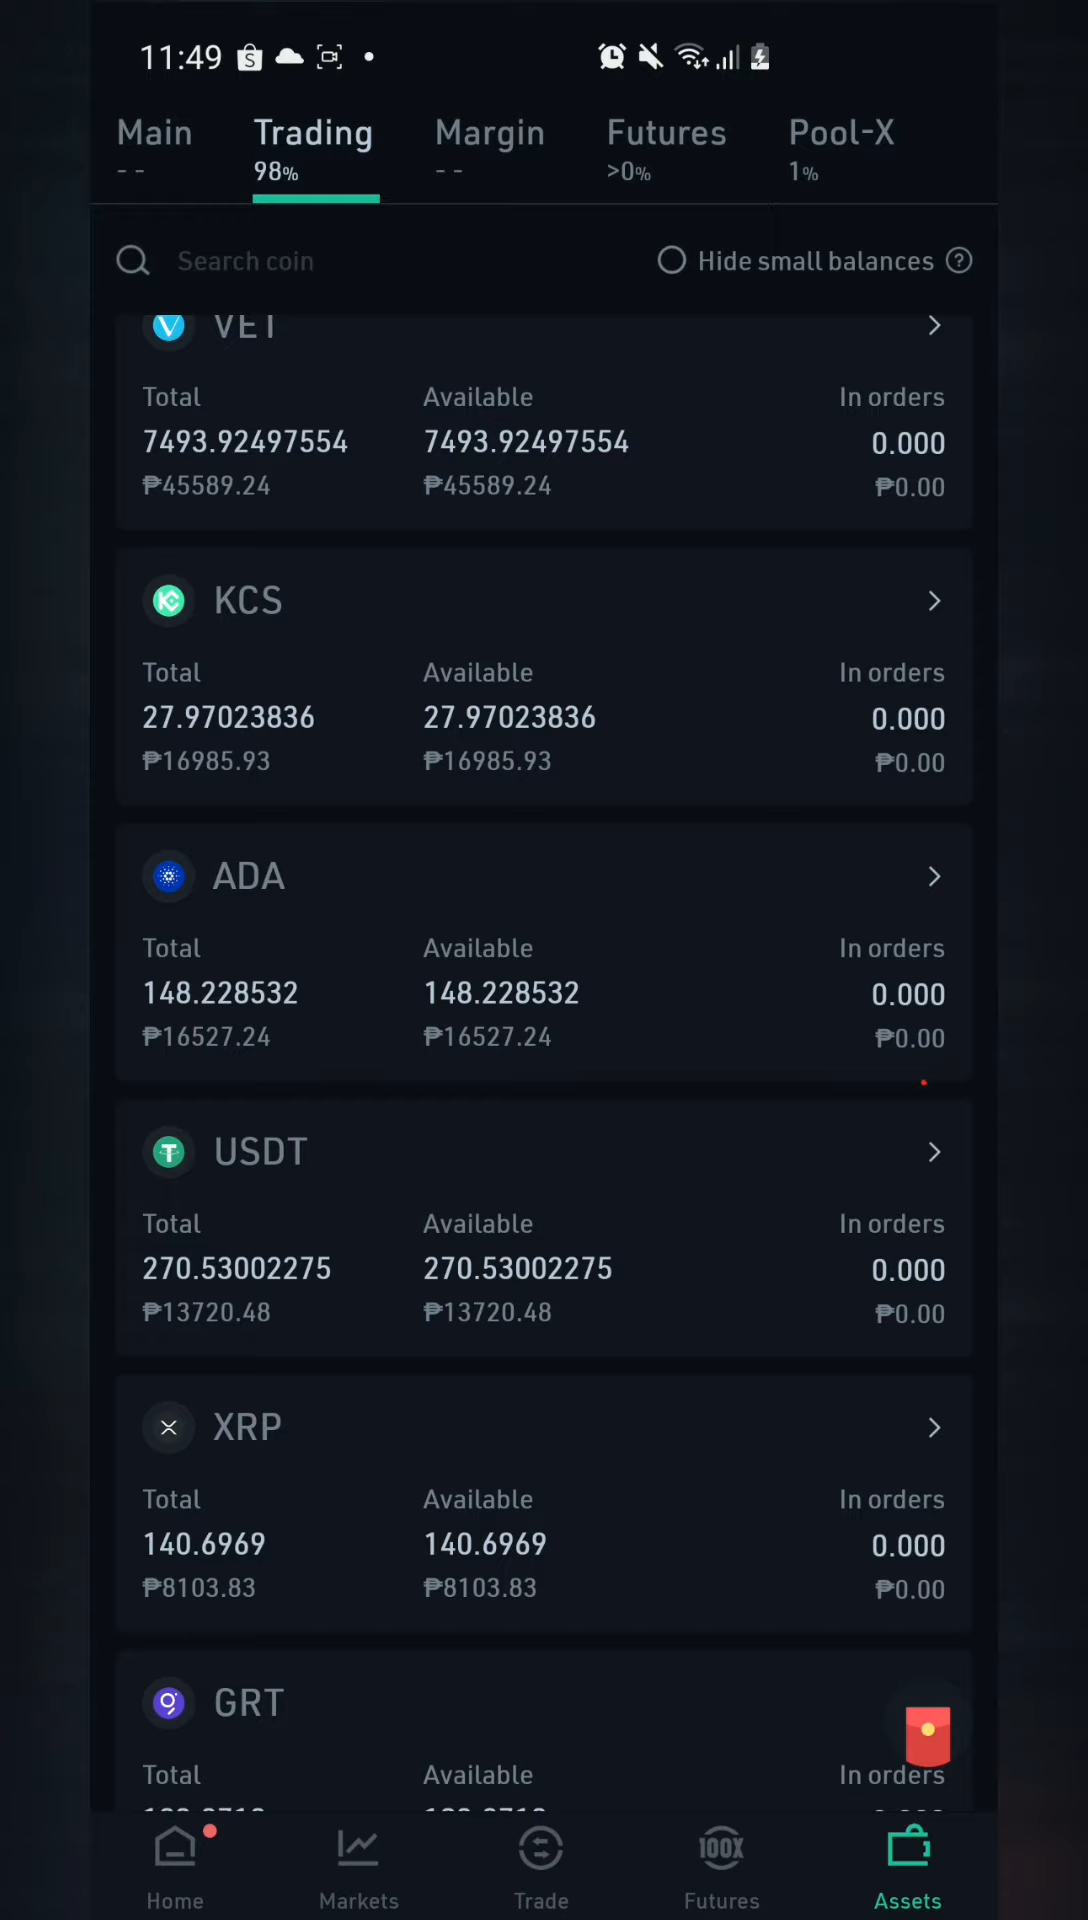 11:49
Main Trading Margin Futures Pool-X
-- 98% -- >0% 1%
Search coin Hide small balances ?
VET
Total Available In orders
7493.92497554 7493.92497554 0.000
₱45589.24 ₱45589.24 ₱0.00
KCS
Total Available In orders
27.97023836 27.97023836 0.000
₱16985.93 ₱16985.93 ₱0.00
ADA
Total Available In orders
148.228532 148.228532 0.000
₱16527.24 ₱16527.24 ₱0.00
USDT
Total Available In orders
270.53002275 270.53002275 0.000
₱13720.48 ₱13720.48 ₱0.00
XRP
Total Available In orders
140.6969 140.6969 0.000
₱8103.83 ₱8103.83 ₱0.00
GRT
Total Available In orders
100X
Home Markets Trade Futures Assets